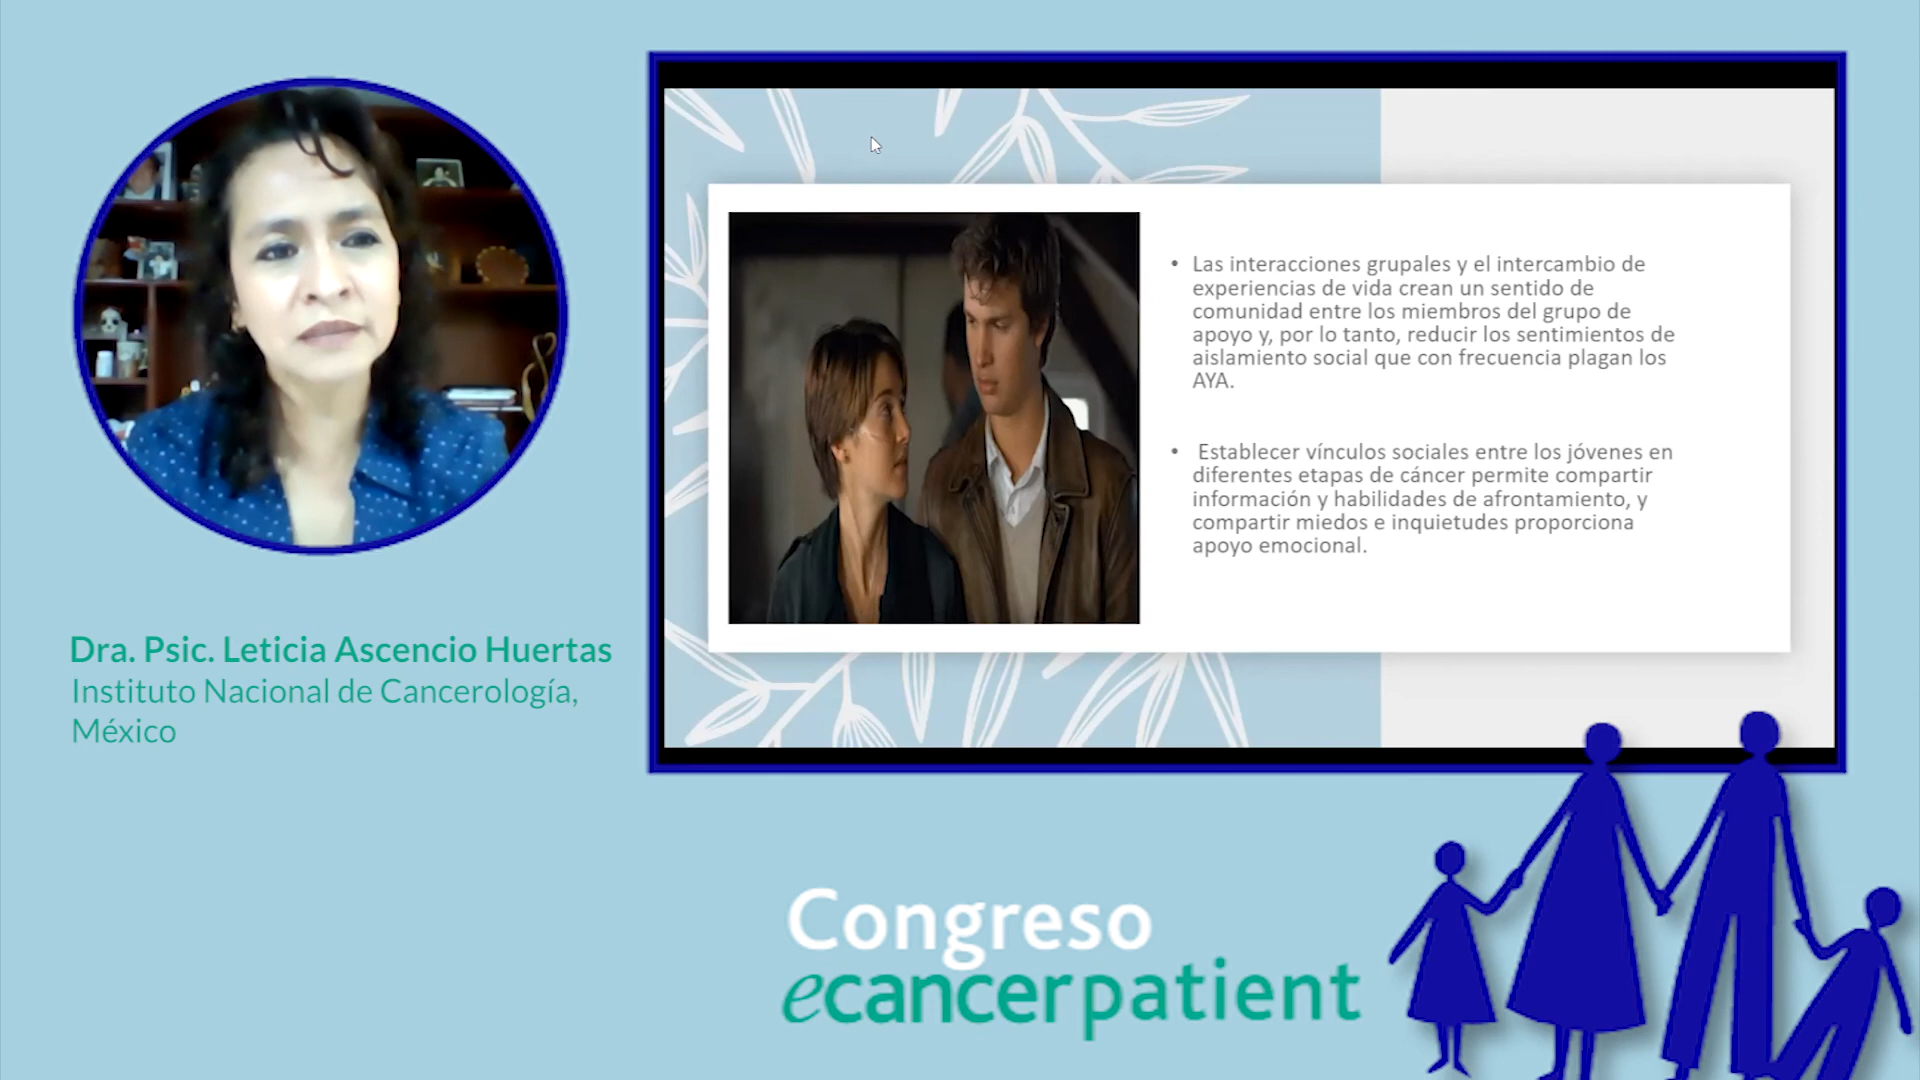 Dra. Psic. Leticia Ascencio Huertas
Instituto Nacional de Cancerología,
México
• Las interacciones grupales y el intercambio de
experiencias de vida crean un sentido de
comunidad entre los miembros del grupo de
apoyo y, por lo tanto, reducir los sentimientos de
aislamiento social que con frecuencia plagan los
AYA.
• Establecer vínculos sociales entre los jóvenes en
diferentes etapas de cáncer permite compartir
información y habilidades de afrontamiento, y
compartir miedos e inquietudes proporciona
apoyo emocional.
Congreso
ecancerpatient